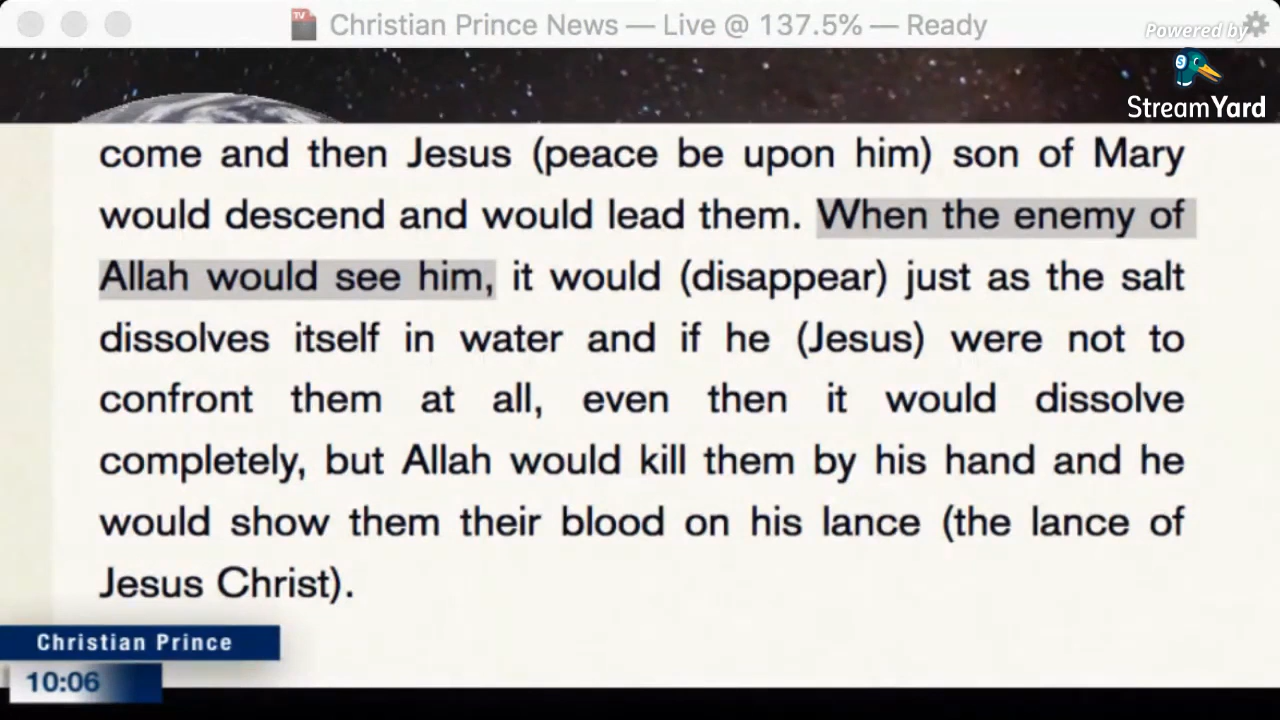 TV
Christian Prince News — Live @ 137.5% — Ready
Powered by
S
StreamYard
come and then Jesus (peace be upon him) son of Mary
would descend and would lead them. When the enemy of
Allah would see him, it would (disappear) just as the salt
dissolves itself in water and if he (Jesus) were not to
confront them at all, even then it would dissolve
completely, but Allah would kill them by his hand and he
would show them their blood on his lance (the lance of
Jesus Christ).
Christian Prince
10:06